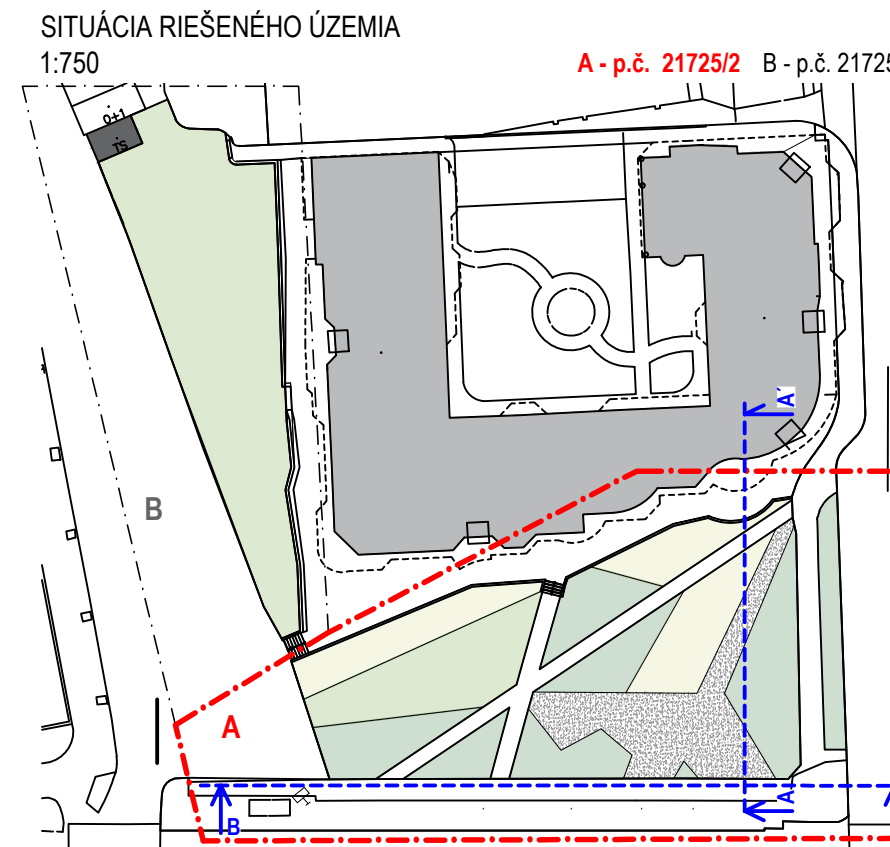 SITUÁCIA RIEŠENÉHO ÚZEMIA
1:750
A - p.č. 21725/2 B - p.č. 21725
0+1
TS
A'
B
A
B
A'